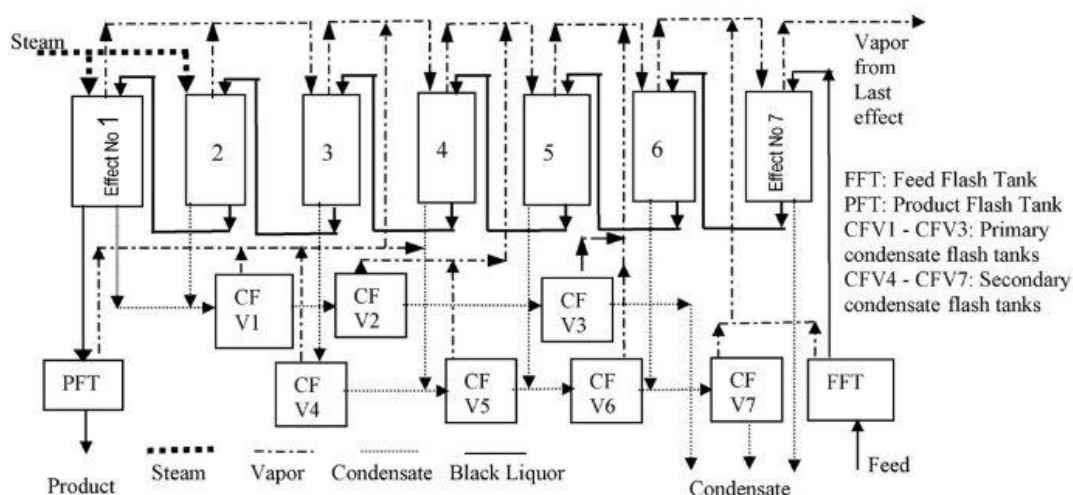 Steam
Vapor
from
Last
effect
Effect No 1
2
3
4
5
6
Effect No 7
FFT: Feed Flash Tank
PFT: Product Flash Tank
CFV1 - CFV3: Primary
condensate flash tanks
CFV4 - CFV7: Secondary
condensate flash tanks
CF
V1
CF
V2
CF
V3
PFT
CF
V4
CF
V5
CF
V6
CF
V7
FFT
Steam
Vapor
Condensate
Black Liquor
Product
Condensate
Feed